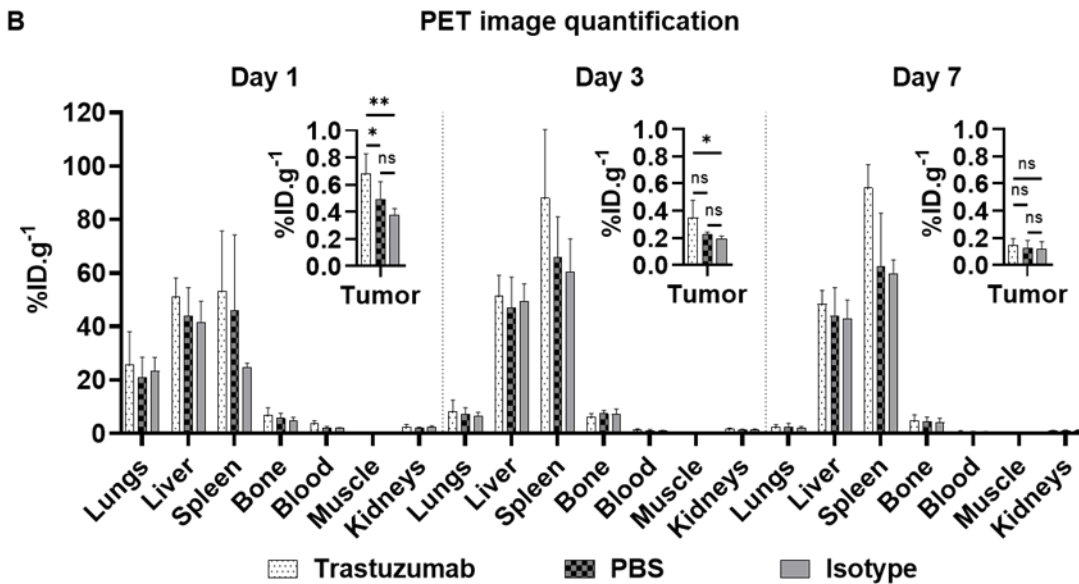 B
PET image quantification
Day 1
Day 3
Day 7
%ID.g⁻¹
120
100
80
60
40
20
0
%ID.g⁻¹
1.0
0.8
0.6
0.4
0.2
0.0
**
*
ns
Tumor
%ID.g⁻¹
1.0
0.8
0.6
0.4
0.2
0.0
*
ns
ns
Tumor
%ID.g⁻¹
1.0
0.8
0.6
0.4
0.2
0.0
ns
ns
ns
Tumor
Lungs
Liver
Spleen
Bone
Blood
Muscle
Kidneys
Lungs
Liver
Spleen
Bone
Blood
Muscle
Kidneys
Lungs
Liver
Spleen
Bone
Blood
Muscle
Kidneys
Trastuzumab
PBS
Isotype